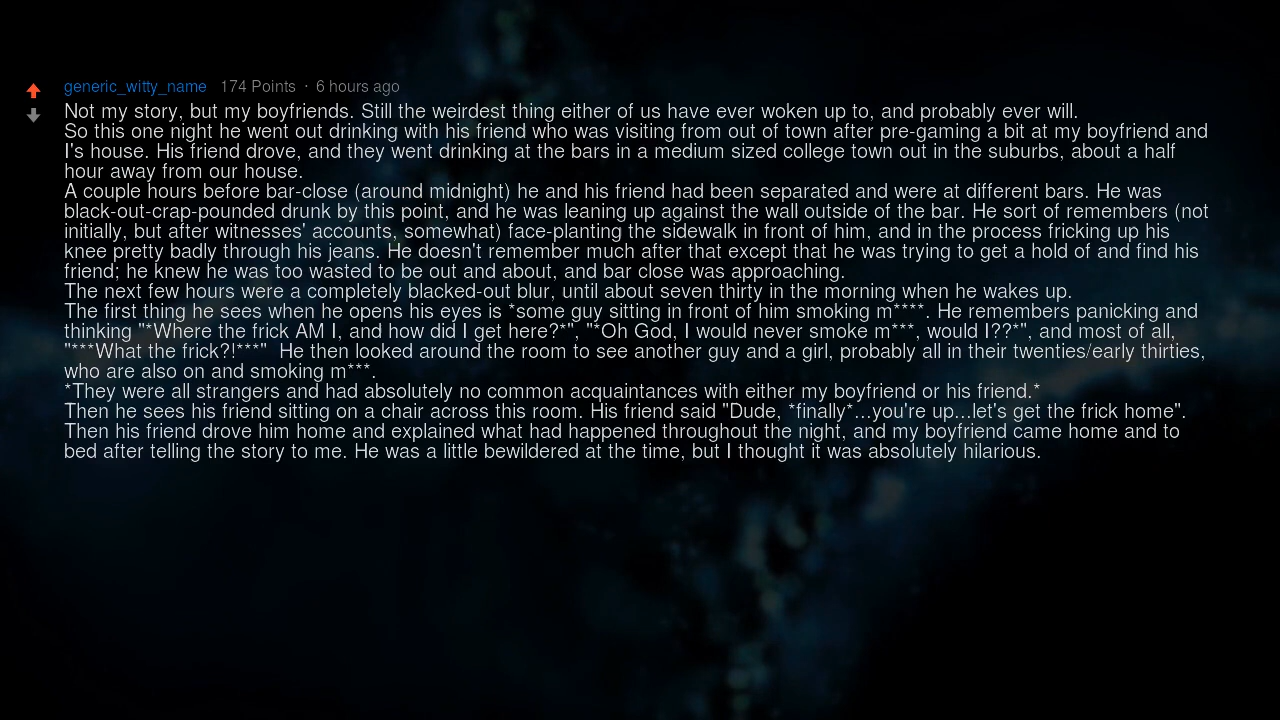 generic_witty_name 174 Points · 6 hours ago
Not my story, but my boyfriends. Still the weirdest thing either of us have ever woken up to, and probably ever will.
So this one night he went out drinking with his friend who was visiting from out of town after pre-gaming a bit at my boyfriend and
I's house. His friend drove, and they went drinking at the bars in a medium sized college town out in the suburbs, about a half
hour away from our house.
A couple hours before bar-close (around midnight) he and his friend had been separated and were at different bars. He was
black-out-crap-pounded drunk by this point, and he was leaning up against the wall outside of the bar. He sort of remembers (not
initially, but after witnesses' accounts, somewhat) face-planting the sidewalk in front of him, and in the process fricking up his
knee pretty badly through his jeans. He doesn't remember much after that except that he was trying to get a hold of and find his
friend; he knew he was too wasted to be out and about, and bar close was approaching.
The next few hours were a completely blacked-out blur, until about seven thirty in the morning when he wakes up.
The first thing he sees when he opens his eyes is *some guy sitting in front of him smoking m****. He remembers panicking and
thinking "*Where the frick AM I, and how did I get here?*", "*Oh God, I would never smoke m***, would I??*", and most of all,
"***What the frick?!***"  He then looked around the room to see another guy and a girl, probably all in their twenties/early thirties,
who are also on and smoking m***.
*They were all strangers and had absolutely no common acquaintances with either my boyfriend or his friend.*
Then he sees his friend sitting on a chair across this room. His friend said "Dude, *finally*...you're up...let's get the frick home".
Then his friend drove him home and explained what had happened throughout the night, and my boyfriend came home and to
bed after telling the story to me. He was a little bewildered at the time, but I thought it was absolutely hilarious.